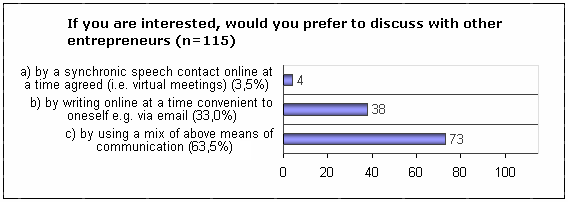 If you are interested, would you prefer to discuss with other
entrepreneurs (n=115)
a) by a synchronic speech contact online at
a time agreed (i.e. virtual meetings) (3,5%)
4
b) by writing online at a time convenient to
oneself e.g. via email (33,0%)
38
c) by using a mix of above means of
communication (63,5%)
73
0 20 40 60 80 100